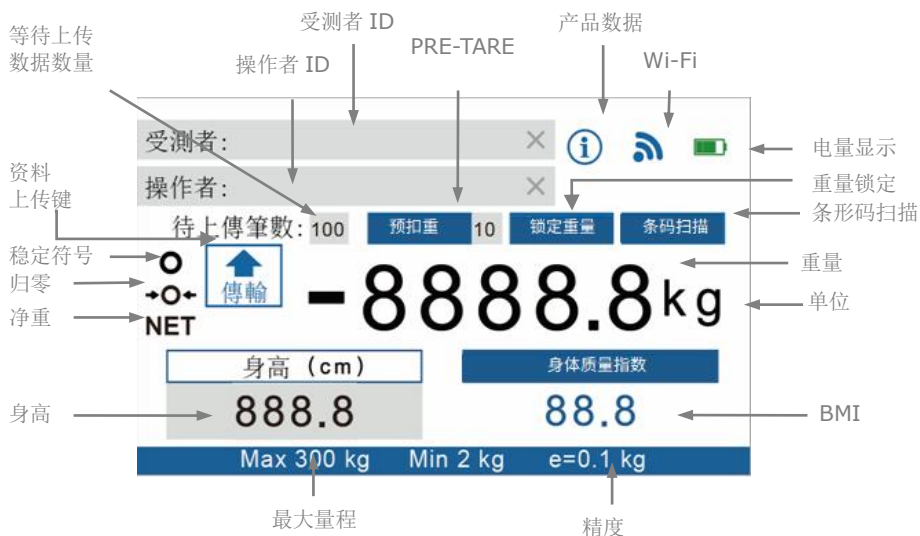 受测者 ID
产品数据
等待上传
数据数量
操作者 ID
PRE-TARE
Wi-Fi
受測者:
电量显示
资料
上传键
操作者:
重量锁定
条形码扫描
待上傳筆數: 100 预扣重 10 锁定重量 条码扫描
稳定符号
归零
净重
NET
傳輸
-8888.8kg
重量
单位
身高 (cm)
身体质量指数
身高
888.8
88.8
BMI
Max 300 kg Min 2 kg e=0.1 kg
最大量程
精度